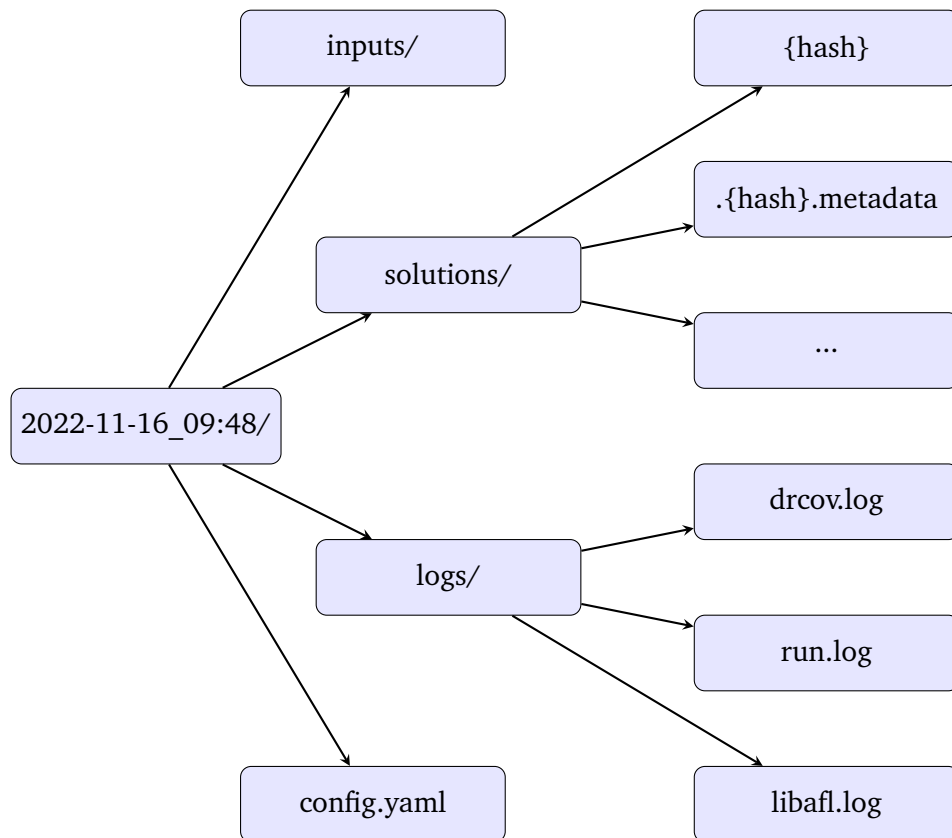 inputs/
{hash}
.{hash}.metadata
solutions/
...
2022-11-16_09:48/
drcov.log
logs/
run.log
config.yaml
libafl.log